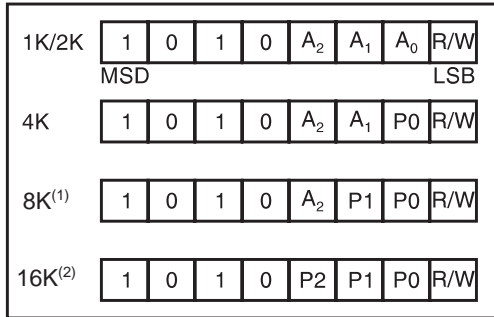 1K/2K 1 0 1 0 A₂ A₁ A₀ R/W
MSD LSB
4K 1 0 1 0 A₂ A₁ P0 R/W
8K⁽¹⁾ 1 0 1 0 A₂ P1 P0 R/W
16K⁽²⁾ 1 0 1 0 P2 P1 P0 R/W